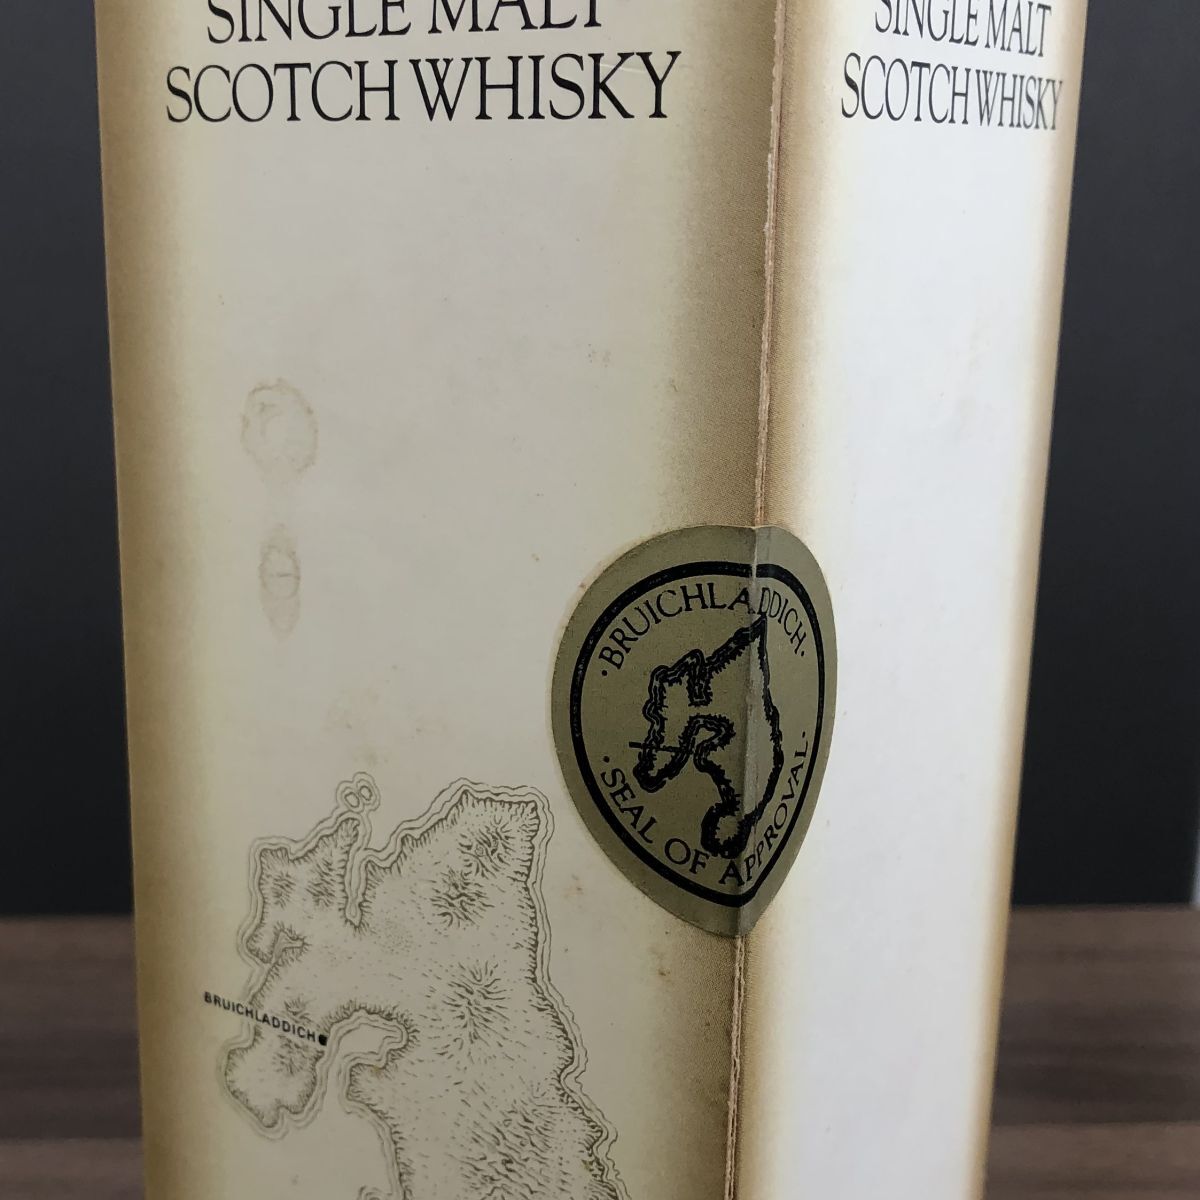 SINGLE MALT
SCOTCH WHISKY
SINGLE MALT
SCOTCH WHISKY
·BRUICHLADDICH·
·SEAL OF APPROVAL·
BRUICHLADDICH